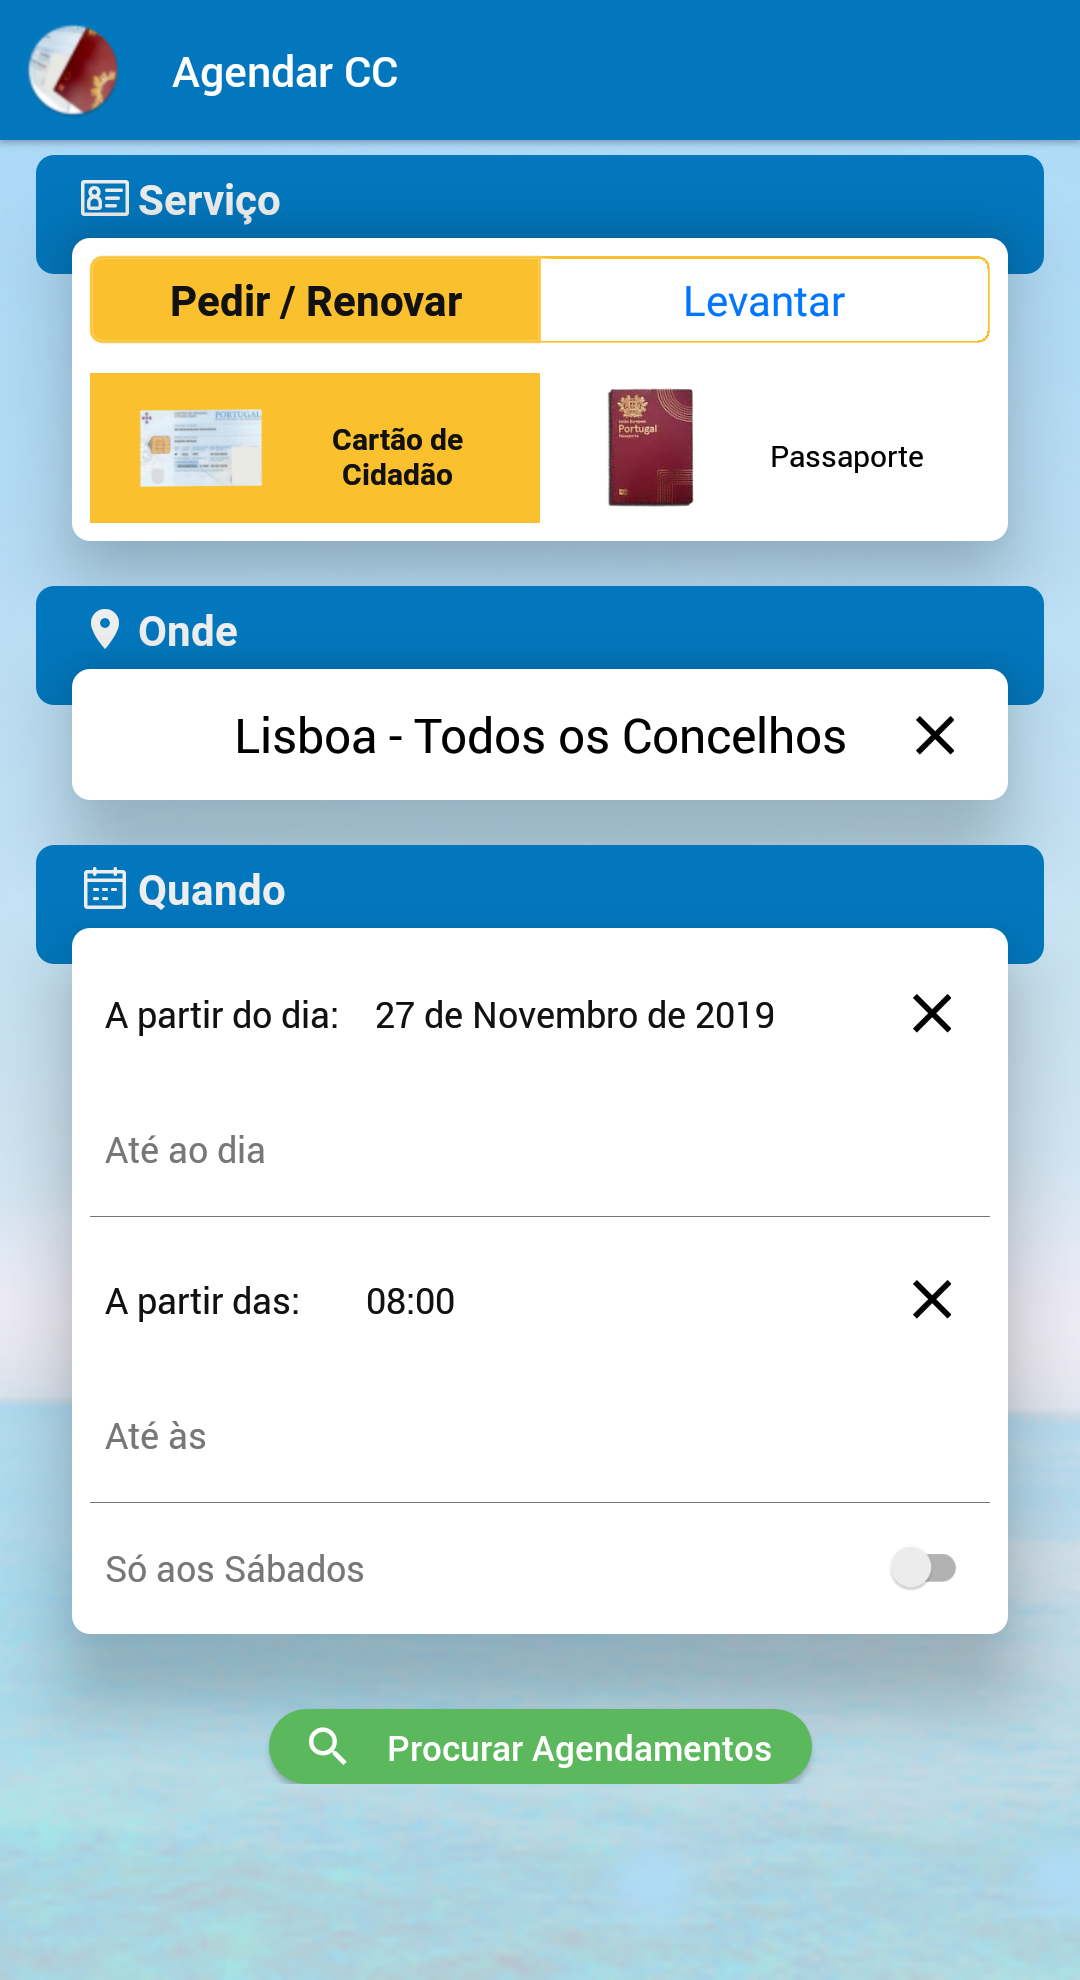 Agendar CC
Serviço
Pedir / Renovar
Levantar
PORTUGAL
Cartão de
Cidadão
Portugal
Passaporte
Onde
Lisboa - Todos os Concelhos
Quando
A partir do dia: 27 de Novembro de 2019
Até ao dia
A partir das: 08:00
Até às
Só aos Sábados
Procurar Agendamentos